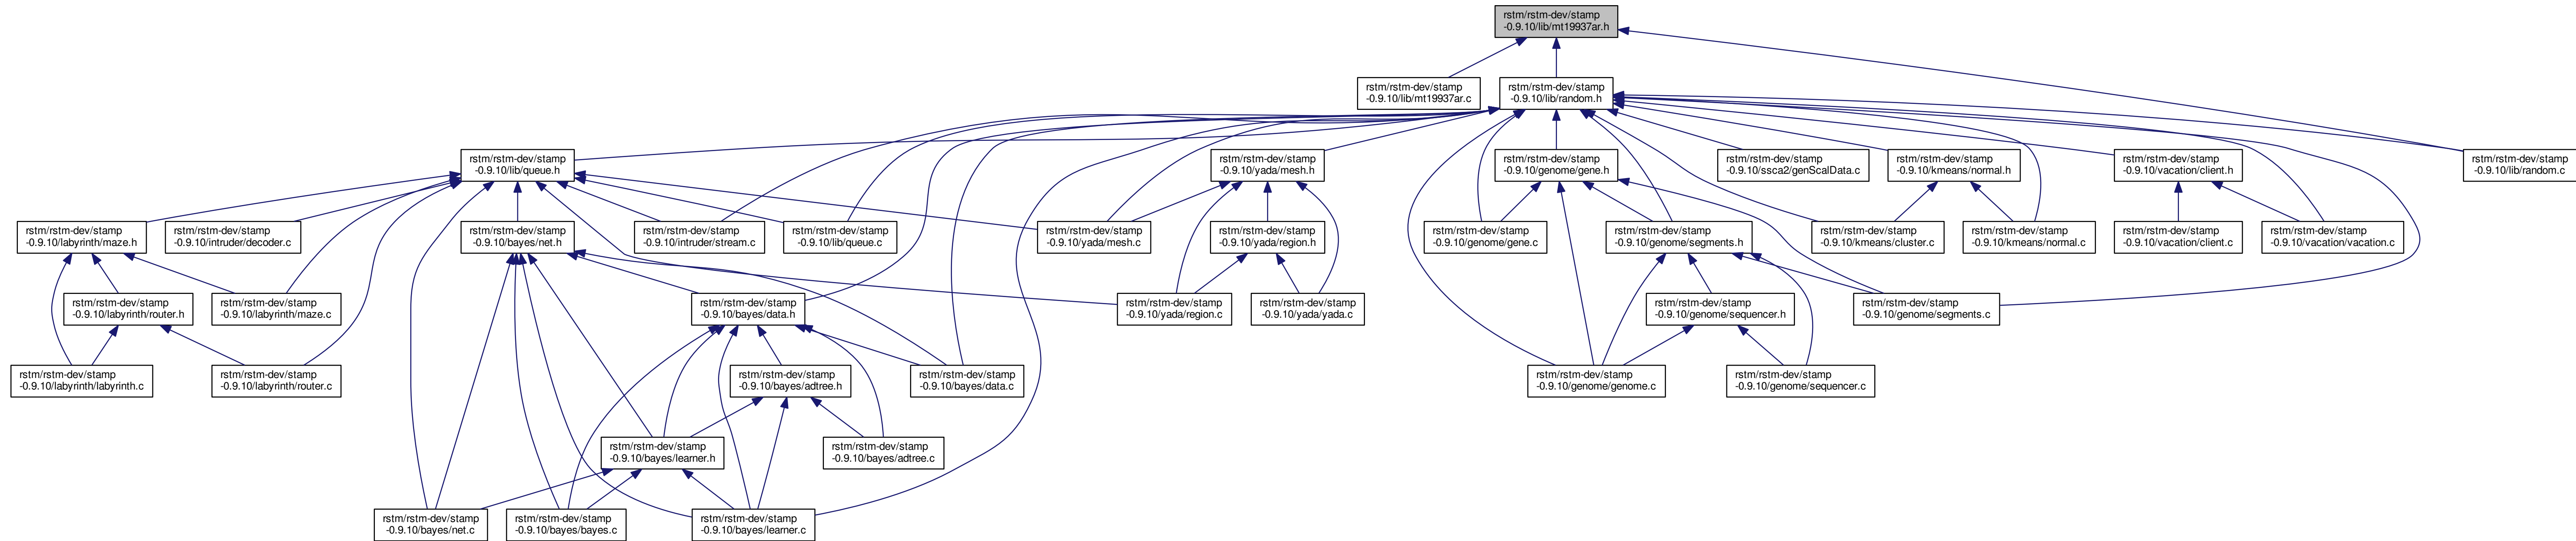 rstm/rstm-dev/stamp
-0.9.10/lib/mt19937ar.h
rstm/rstm-dev/stamp
-0.9.10/lib/mt19937ar.c
rstm/rstm-dev/stamp
-0.9.10/lib/random.h
rstm/rstm-dev/stamp
-0.9.10/lib/queue.h
rstm/rstm-dev/stamp
-0.9.10/yada/mesh.h
rstm/rstm-dev/stamp
-0.9.10/genome/gene.h
rstm/rstm-dev/stamp
-0.9.10/ssca2/genScalData.c
rstm/rstm-dev/stamp
-0.9.10/kmeans/normal.h
rstm/rstm-dev/stamp
-0.9.10/vacation/client.h
rstm/rstm-dev/stamp
-0.9.10/lib/random.c
rstm/rstm-dev/stamp
-0.9.10/labyrinth/maze.h
rstm/rstm-dev/stamp
-0.9.10/intruder/decoder.c
rstm/rstm-dev/stamp
-0.9.10/bayes/net.h
rstm/rstm-dev/stamp
-0.9.10/intruder/stream.c
rstm/rstm-dev/stamp
-0.9.10/lib/queue.c
rstm/rstm-dev/stamp
-0.9.10/yada/mesh.c
rstm/rstm-dev/stamp
-0.9.10/yada/region.h
rstm/rstm-dev/stamp
-0.9.10/genome/gene.c
rstm/rstm-dev/stamp
-0.9.10/genome/segments.h
rstm/rstm-dev/stamp
-0.9.10/kmeans/cluster.c
rstm/rstm-dev/stamp
-0.9.10/kmeans/normal.c
rstm/rstm-dev/stamp
-0.9.10/vacation/client.c
rstm/rstm-dev/stamp
-0.9.10/vacation/vacation.c
rstm/rstm-dev/stamp
-0.9.10/labyrinth/router.h
rstm/rstm-dev/stamp
-0.9.10/labyrinth/maze.c
rstm/rstm-dev/stamp
-0.9.10/bayes/data.h
rstm/rstm-dev/stamp
-0.9.10/yada/region.c
rstm/rstm-dev/stamp
-0.9.10/yada/yada.c
rstm/rstm-dev/stamp
-0.9.10/genome/sequencer.h
rstm/rstm-dev/stamp
-0.9.10/genome/segments.c
rstm/rstm-dev/stamp
-0.9.10/labyrinth/labyrinth.c
rstm/rstm-dev/stamp
-0.9.10/labyrinth/router.c
rstm/rstm-dev/stamp
-0.9.10/bayes/adtree.h
rstm/rstm-dev/stamp
-0.9.10/bayes/data.c
rstm/rstm-dev/stamp
-0.9.10/genome/genome.c
rstm/rstm-dev/stamp
-0.9.10/genome/sequencer.c
rstm/rstm-dev/stamp
-0.9.10/bayes/learner.h
rstm/rstm-dev/stamp
-0.9.10/bayes/adtree.c
rstm/rstm-dev/stamp
-0.9.10/bayes/net.c
rstm/rstm-dev/stamp
-0.9.10/bayes/bayes.c
rstm/rstm-dev/stamp
-0.9.10/bayes/learner.c